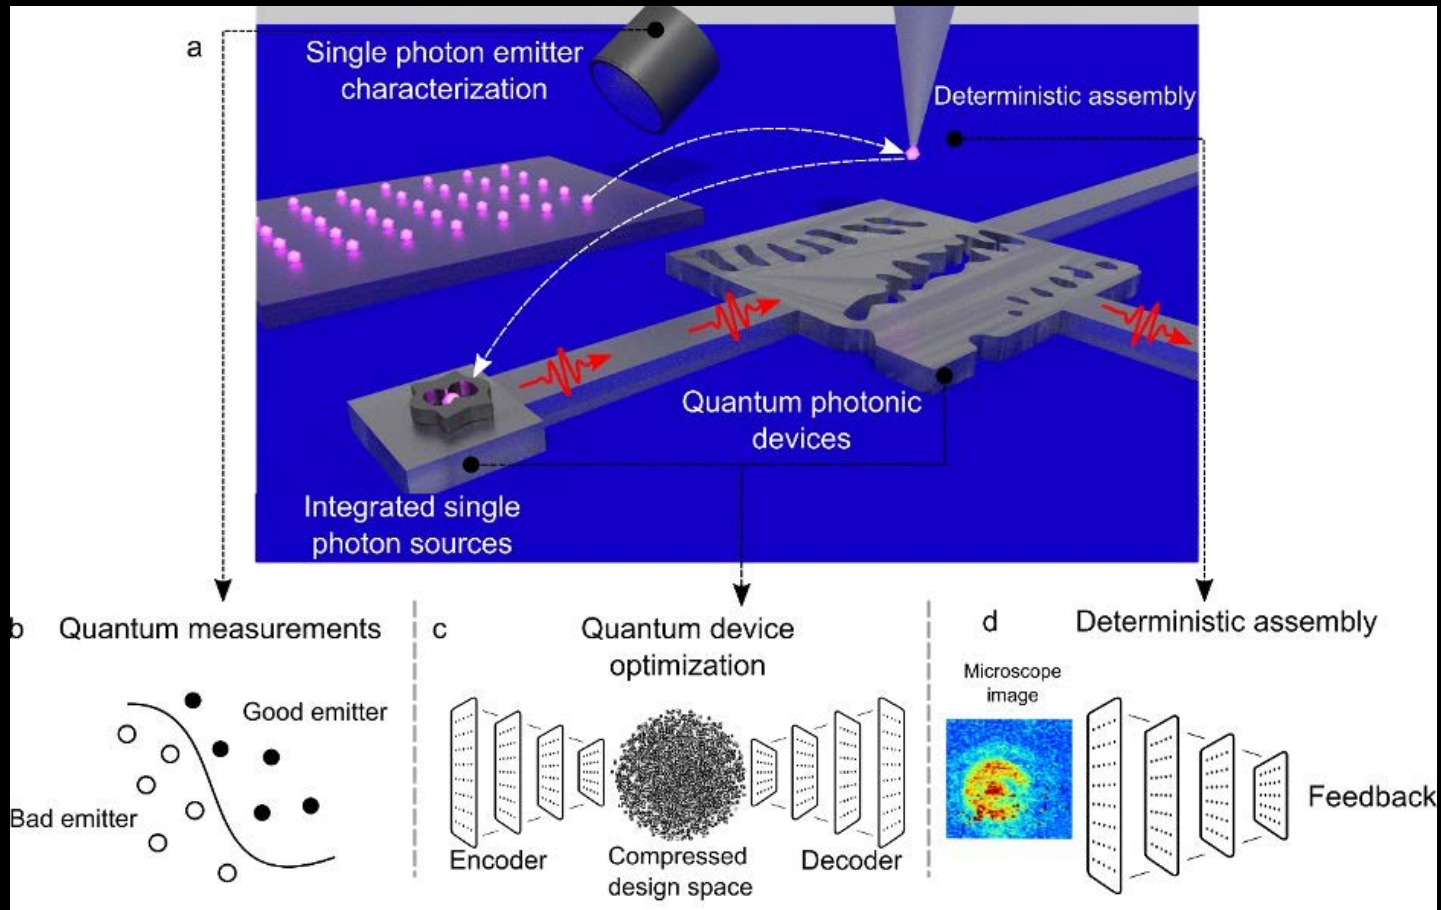 a
Single photon emitter
characterization
Deterministic assembly
Quantum photonic
devices
Integrated single
photon sources
b
Quantum measurements
Good emitter
Bad emitter
c
Quantum device
optimization
Encoder
Compressed
design space
Decoder
d
Deterministic assembly
Microscope
image
Feedback